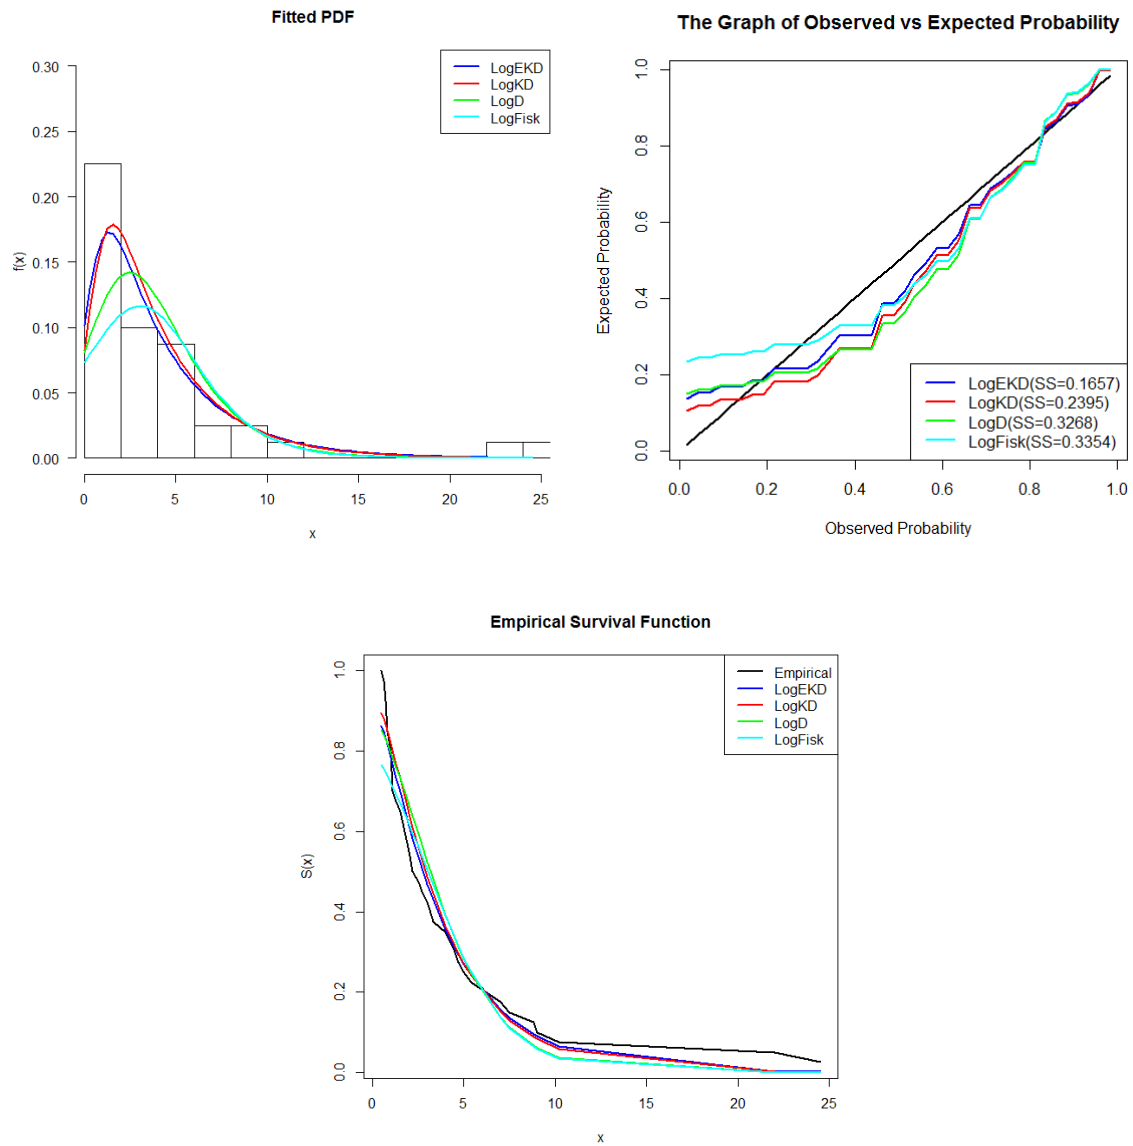 Fitted PDF
LogEKD
LogKD
LogD
LogFisk
f(x)
0.30
0.25
0.20
0.15
0.10
0.05
0.00
0 5 10 15 20 25
x
The Graph of Observed vs Expected Probability
Expected Probability
1.0
0.8
0.6
0.4
0.2
0.0
LogEKD(SS=0.1657)
LogKD(SS=0.2395)
LogD(SS=0.3268)
LogFisk(SS=0.3354)
0.0 0.2 0.4 0.6 0.8 1.0
Observed Probability
Empirical Survival Function
Empirical
LogEKD
LogKD
LogD
LogFisk
S(x)
1.0
0.8
0.6
0.4
0.2
0.0
0 5 10 15 20 25
x